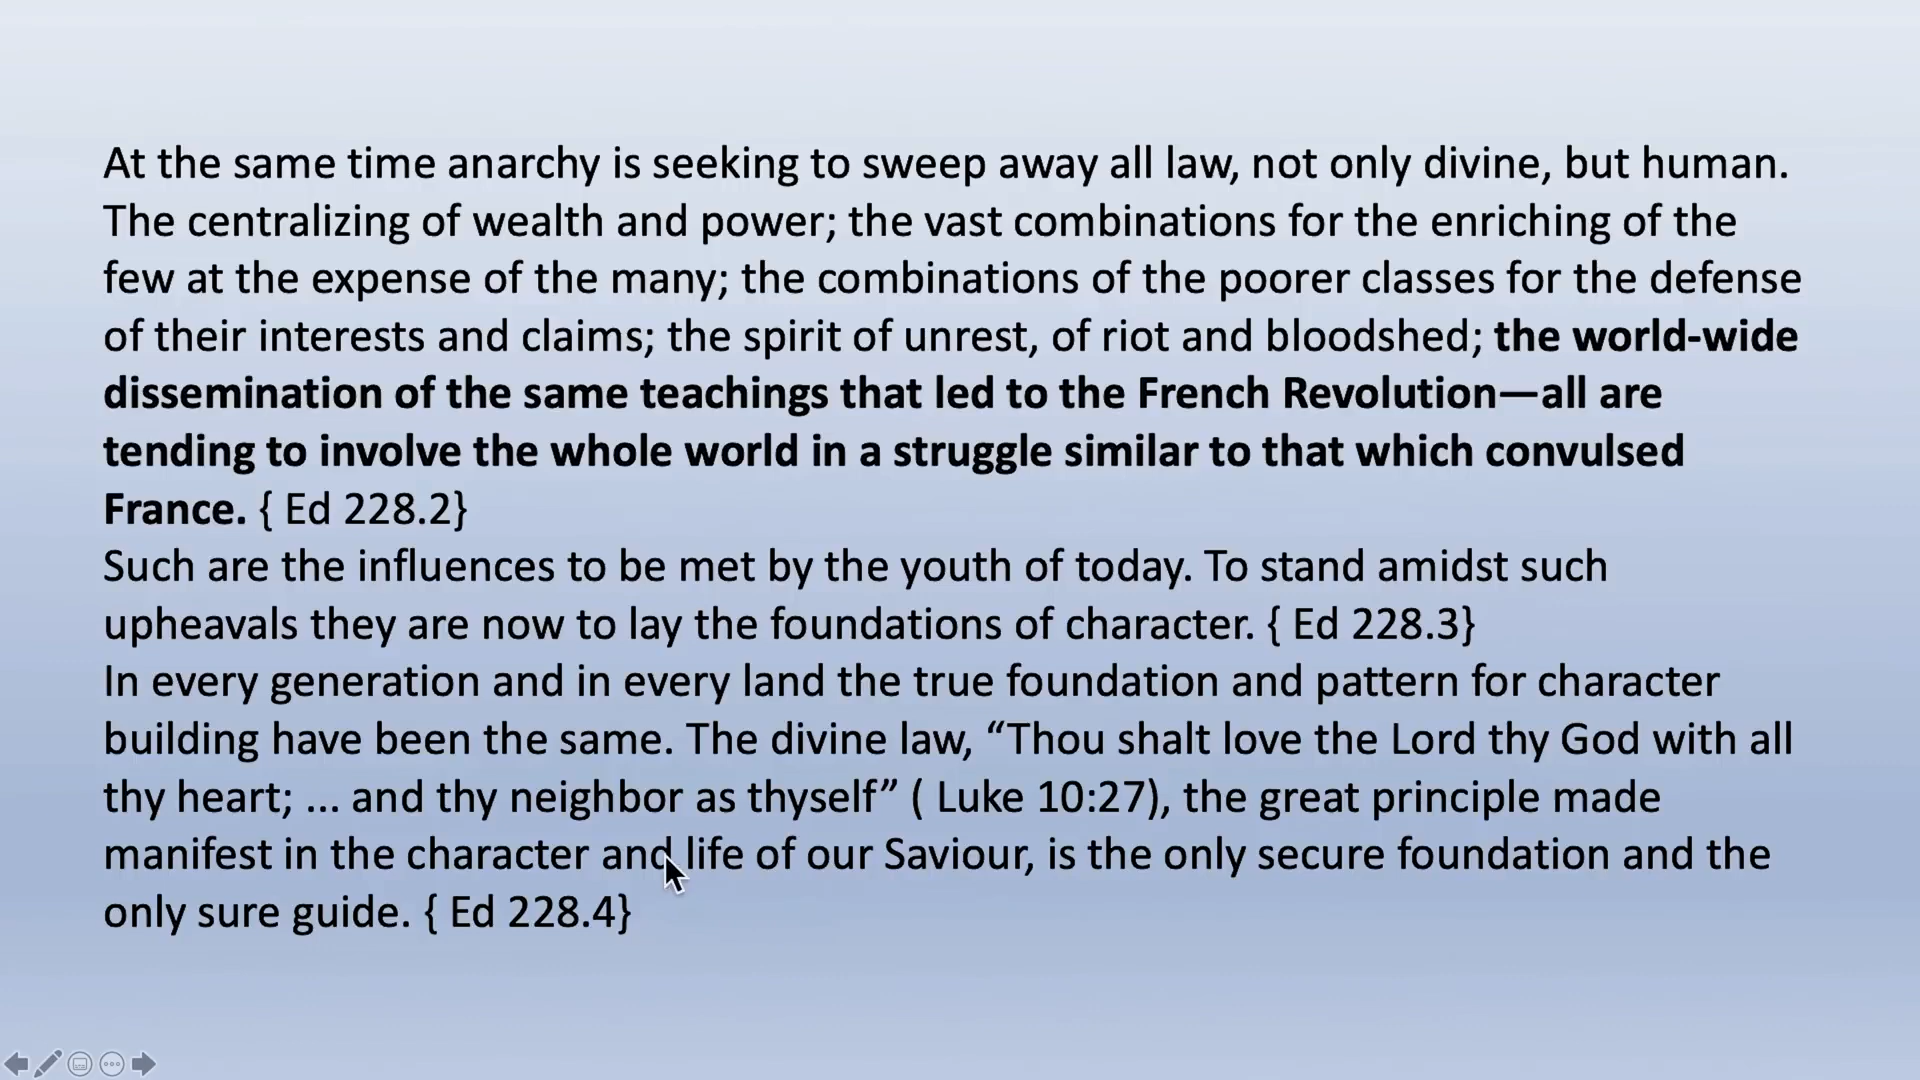 At the same time anarchy is seeking to sweep away all law, not only divine, but human.
The centralizing of wealth and power; the vast combinations for the enriching of the
few at the expense of the many; the combinations of the poorer classes for the defense
of their interests and claims; the spirit of unrest, of riot and bloodshed; the world-wide
dissemination of the same teachings that led to the French Revolution—all are
tending to involve the whole world in a struggle similar to that which convulsed
France. { Ed 228.2}
Such are the influences to be met by the youth of today. To stand amidst such
upheavals they are now to lay the foundations of character. { Ed 228.3}
In every generation and in every land the true foundation and pattern for character
building have been the same. The divine law, “Thou shalt love the Lord thy God with all
thy heart; ... and thy neighbor as thyself” ( Luke 10:27), the great principle made
manifest in the character and life of our Saviour, is the only secure foundation and the
only sure guide. { Ed 228.4}